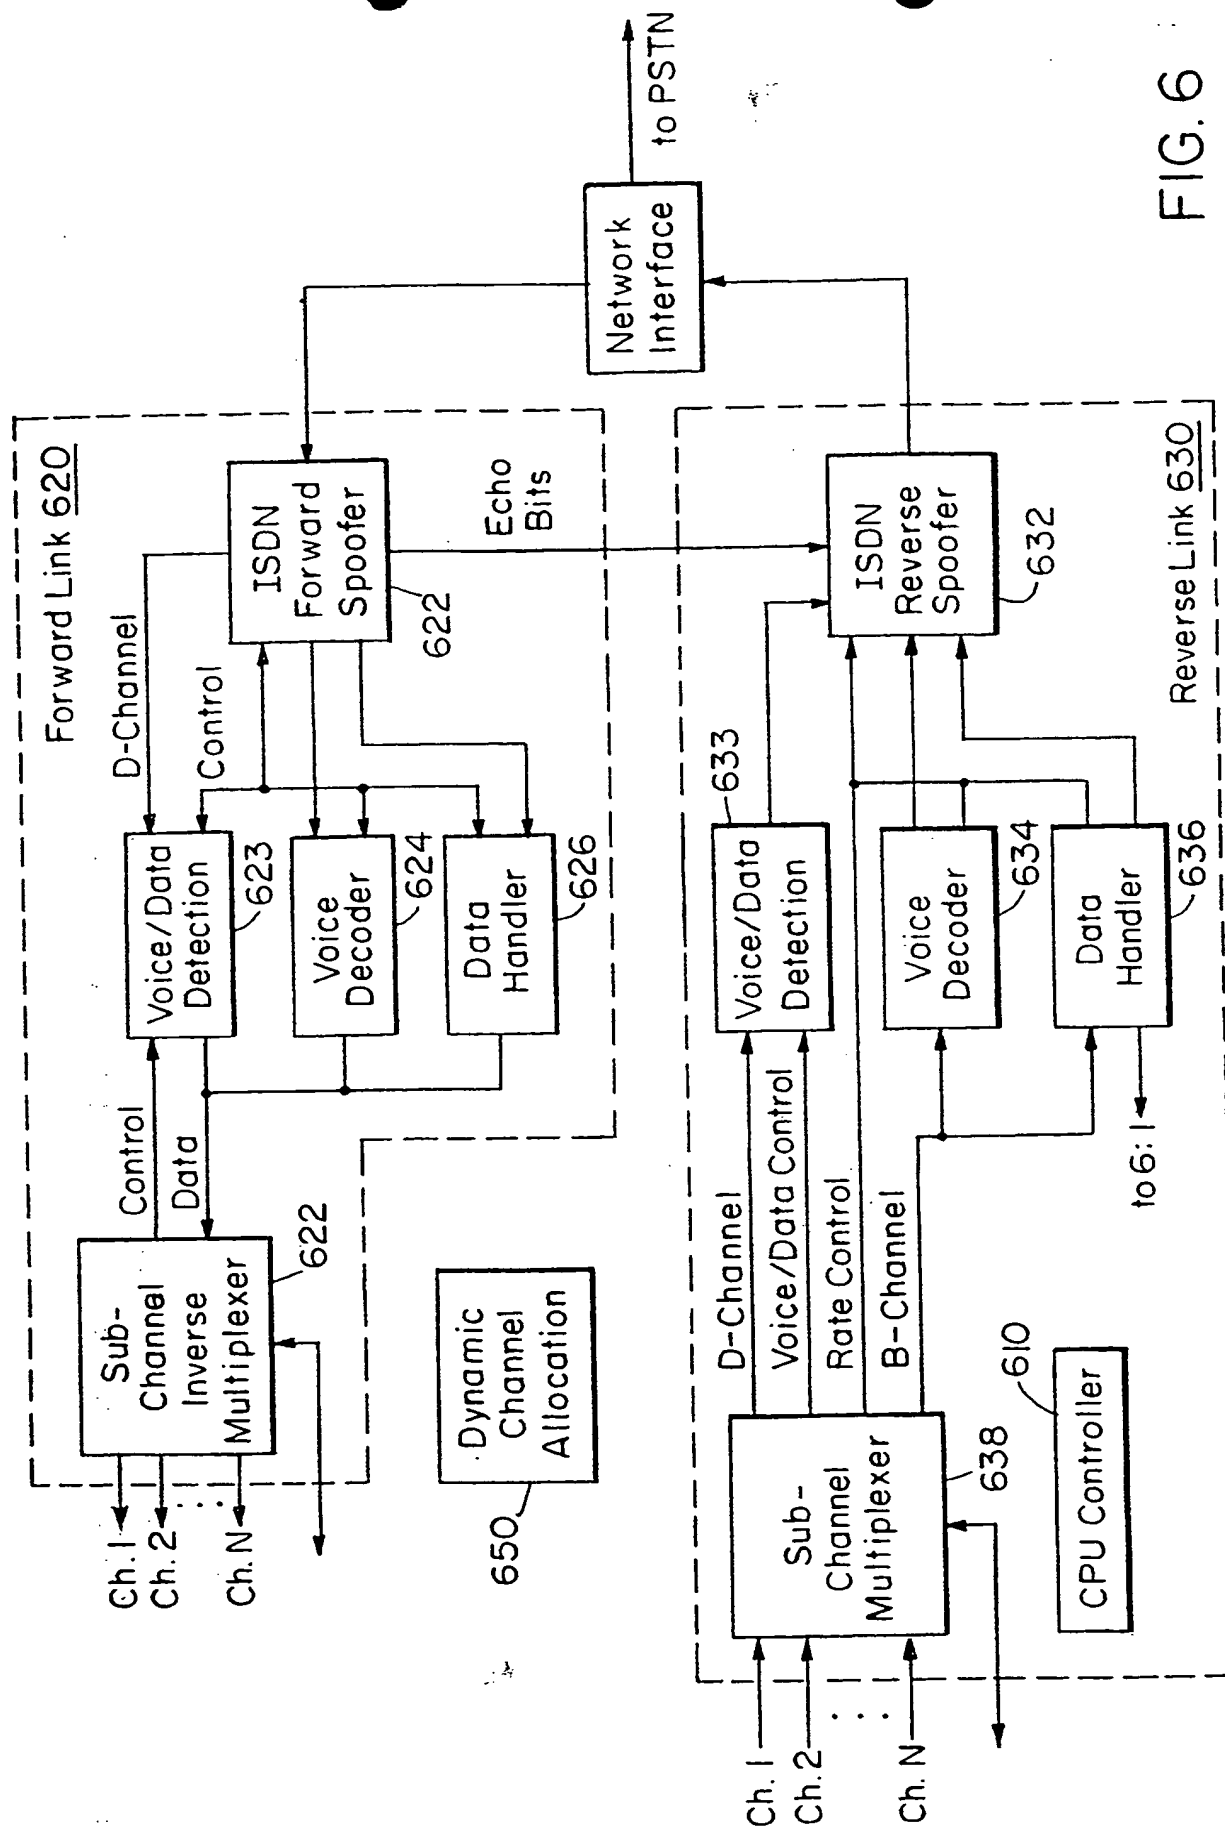 Forward Link 620
D-Channel
Control
ISDN
Forward
Spoofer
622
Echo
Bits
Voice/Data
Detection
623
Voice
Decoder
624
Data
Handler
626
Control
Data
Sub-
Channel
Inverse
Multiplexer
622
Ch. 1
Ch. 2
Ch. N
Dynamic
Channel
Allocation
650
Network
Interface
to PSTN
Reverse Link 630
ISDN
Reverse
Spoofer
632
633
Voice/Data
Detection
Voice
Decoder
634
Data
Handler
636
to 6:1
D-Channel
Voice/Data Control
Rate Control
B-Channel
Sub-
Channel
Multiplexer
638
Ch. 1
Ch. 2
Ch. N
CPU Controller
610
FIG. 6